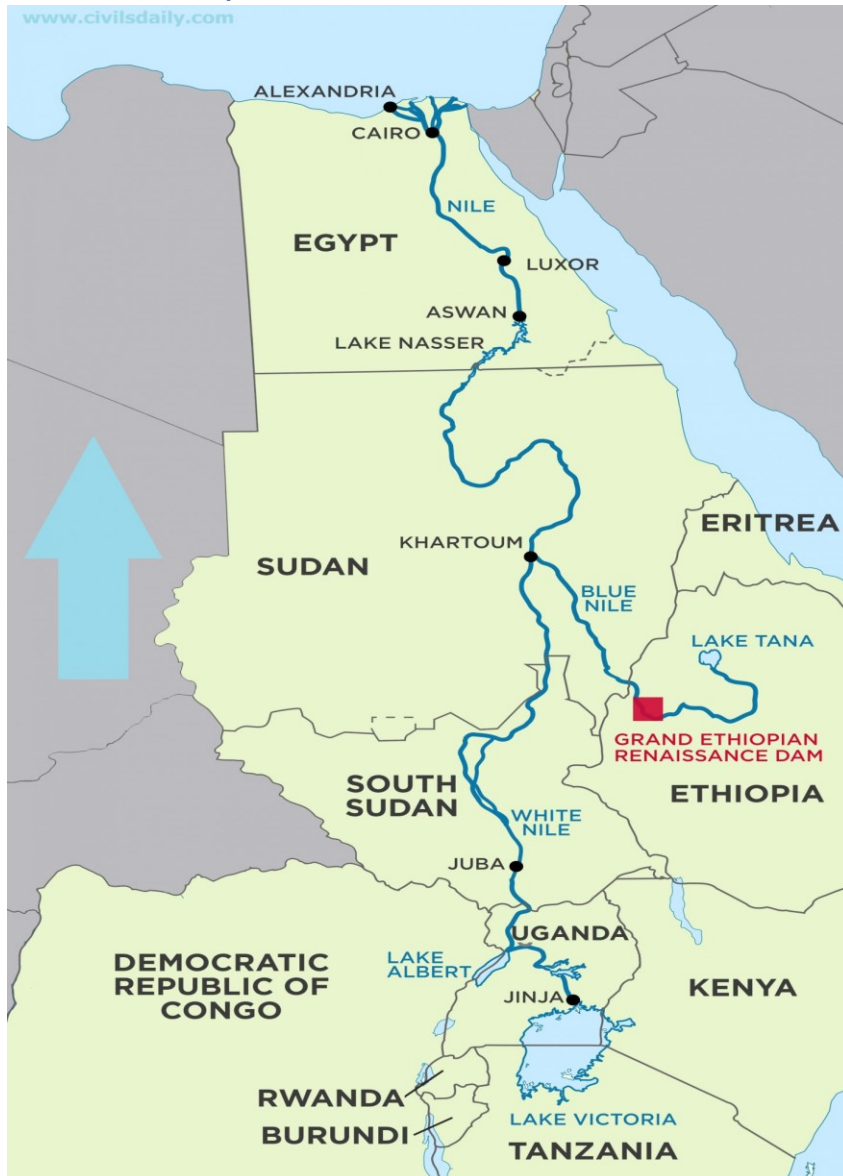 www.civilsdaily.com
ALEXANDRIA
CAIRO
NILE
EGYPT
LUXOR
ASWAN
LAKE NASSER
ERITREA
KHARTOUM
SUDAN
BLUE
NILE
LAKE TANA
GRAND ETHIOPIAN
RENAISSANCE DAM
SOUTH
SUDAN
ETHIOPIA
WHITE
NILE
JUBA
UGANDA
LAKE
ALBERT
DEMOCRATIC
REPUBLIC OF
CONGO
KENYA
JINJA
RWANDA
LAKE VICTORIA
BURUNDI
TANZANIA